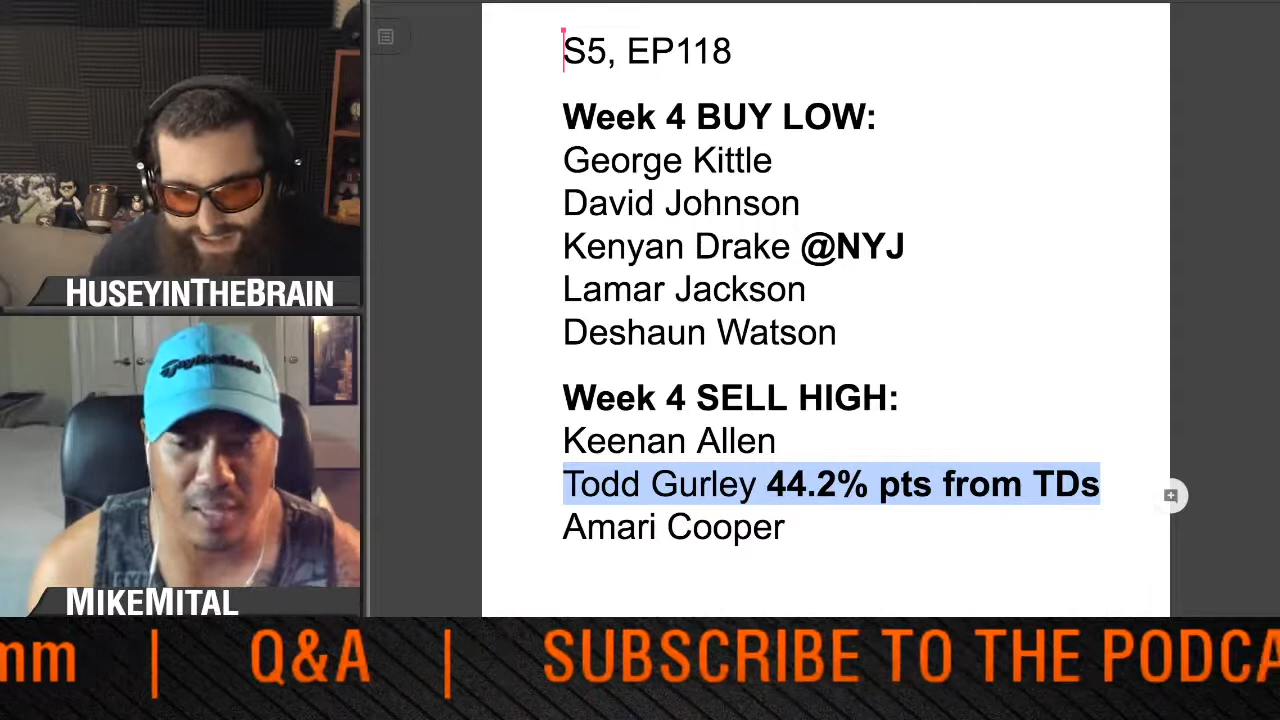 S5, EP118
Week 4 BUY LOW:
George Kittle
David Johnson
Kenyan Drake @NYJ
Lamar Jackson
Deshaun Watson
Week 4 SELL HIGH:
Keenan Allen
Todd Gurley 44.2% pts from TDs
Amari Cooper
HUSEYINTHEBRAIN
TaylorMade
MIKEMITAL
mm | Q&A | SUBSCRIBE TO THE PODCA